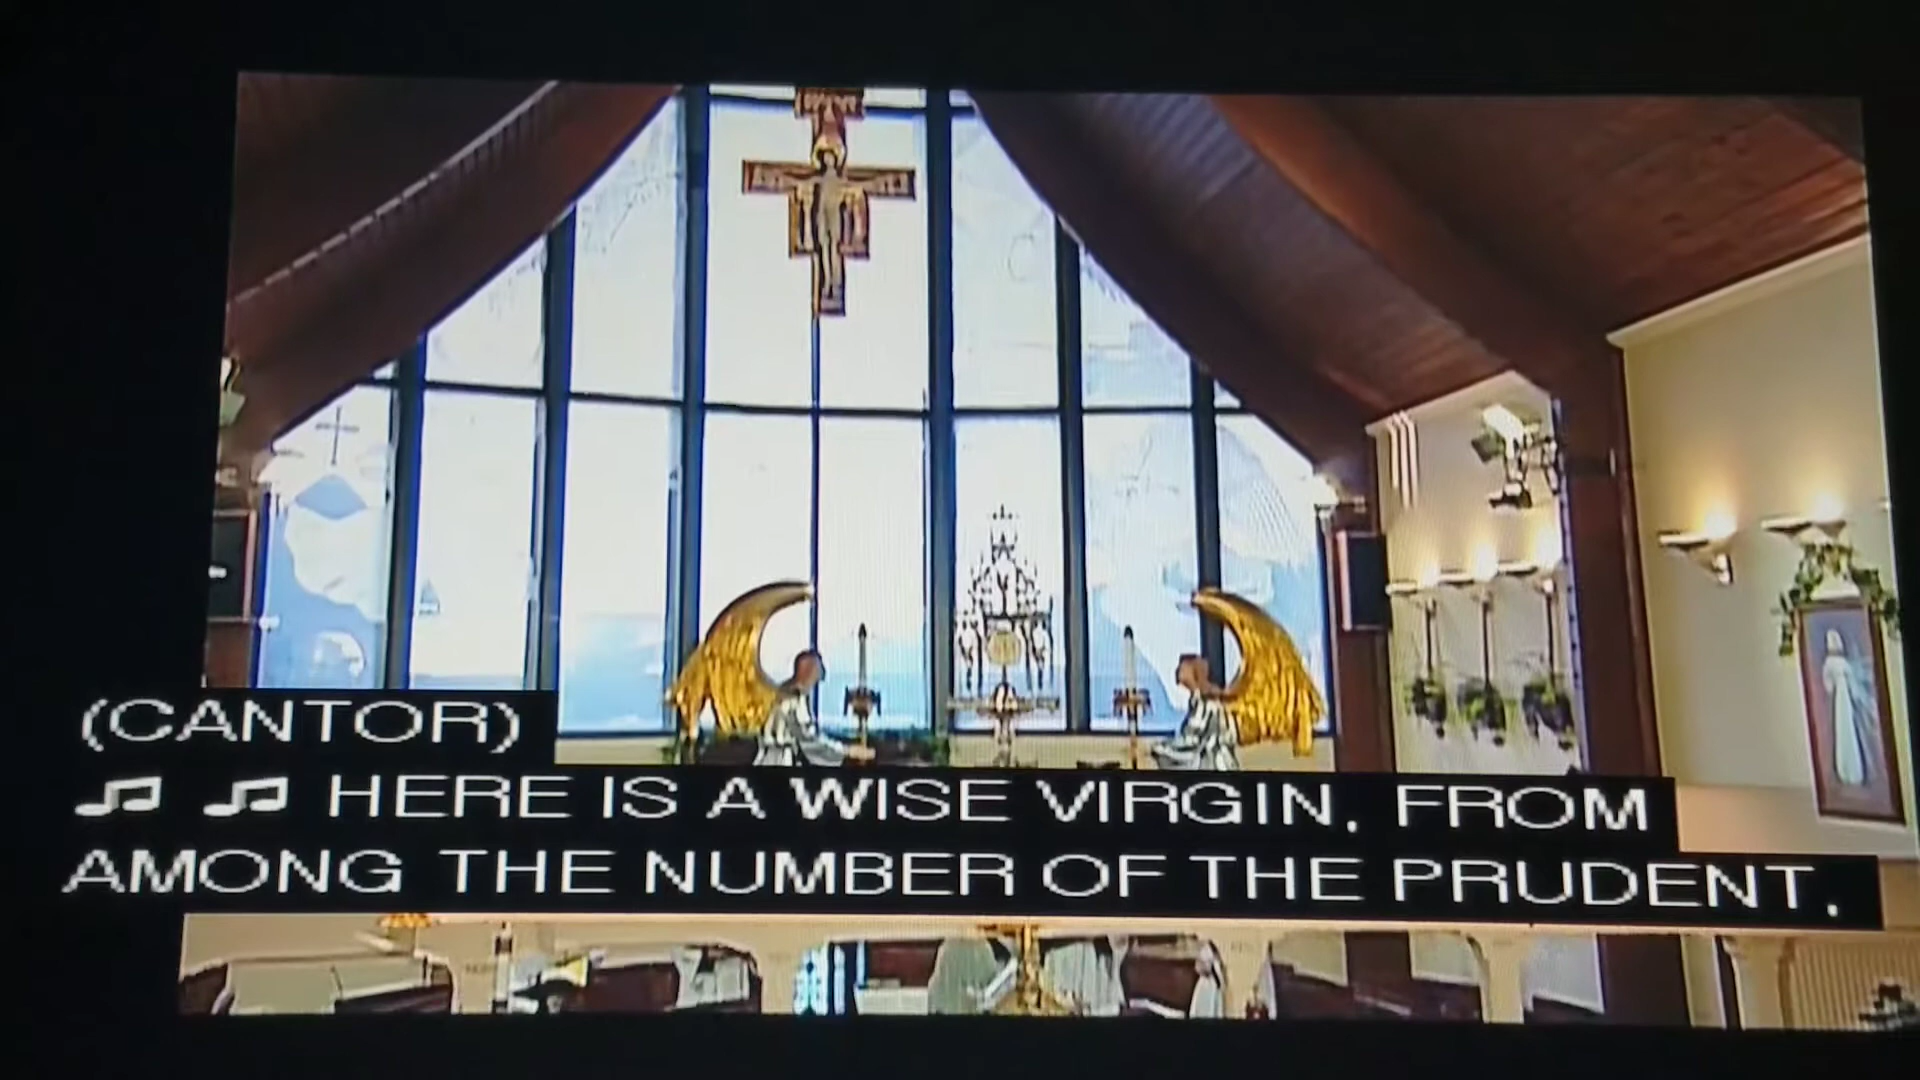 (CANTOR)
♫ ♫ HERE IS A WISE VIRGIN, FROM
AMONG THE NUMBER OF THE PRUDENT,